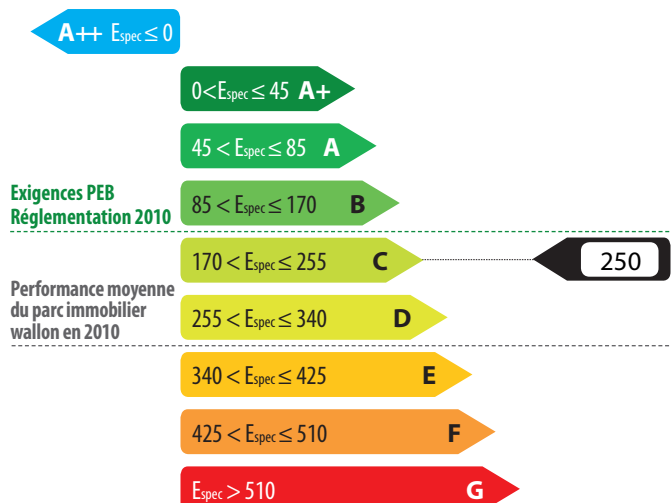 A++ Espec ≤ 0
0<Espec ≤ 45 A+
45 < Espec ≤ 85 A
Exigences PEB
Réglementation 2010
85 < Espec ≤ 170 B
170 < Espec ≤ 255 C
250
Performance moyenne
du parc immobilier
wallon en 2010
255 < Espec ≤ 340 D
340 < Espec ≤ 425 E
425 < Espec ≤ 510 F
Espec > 510 G